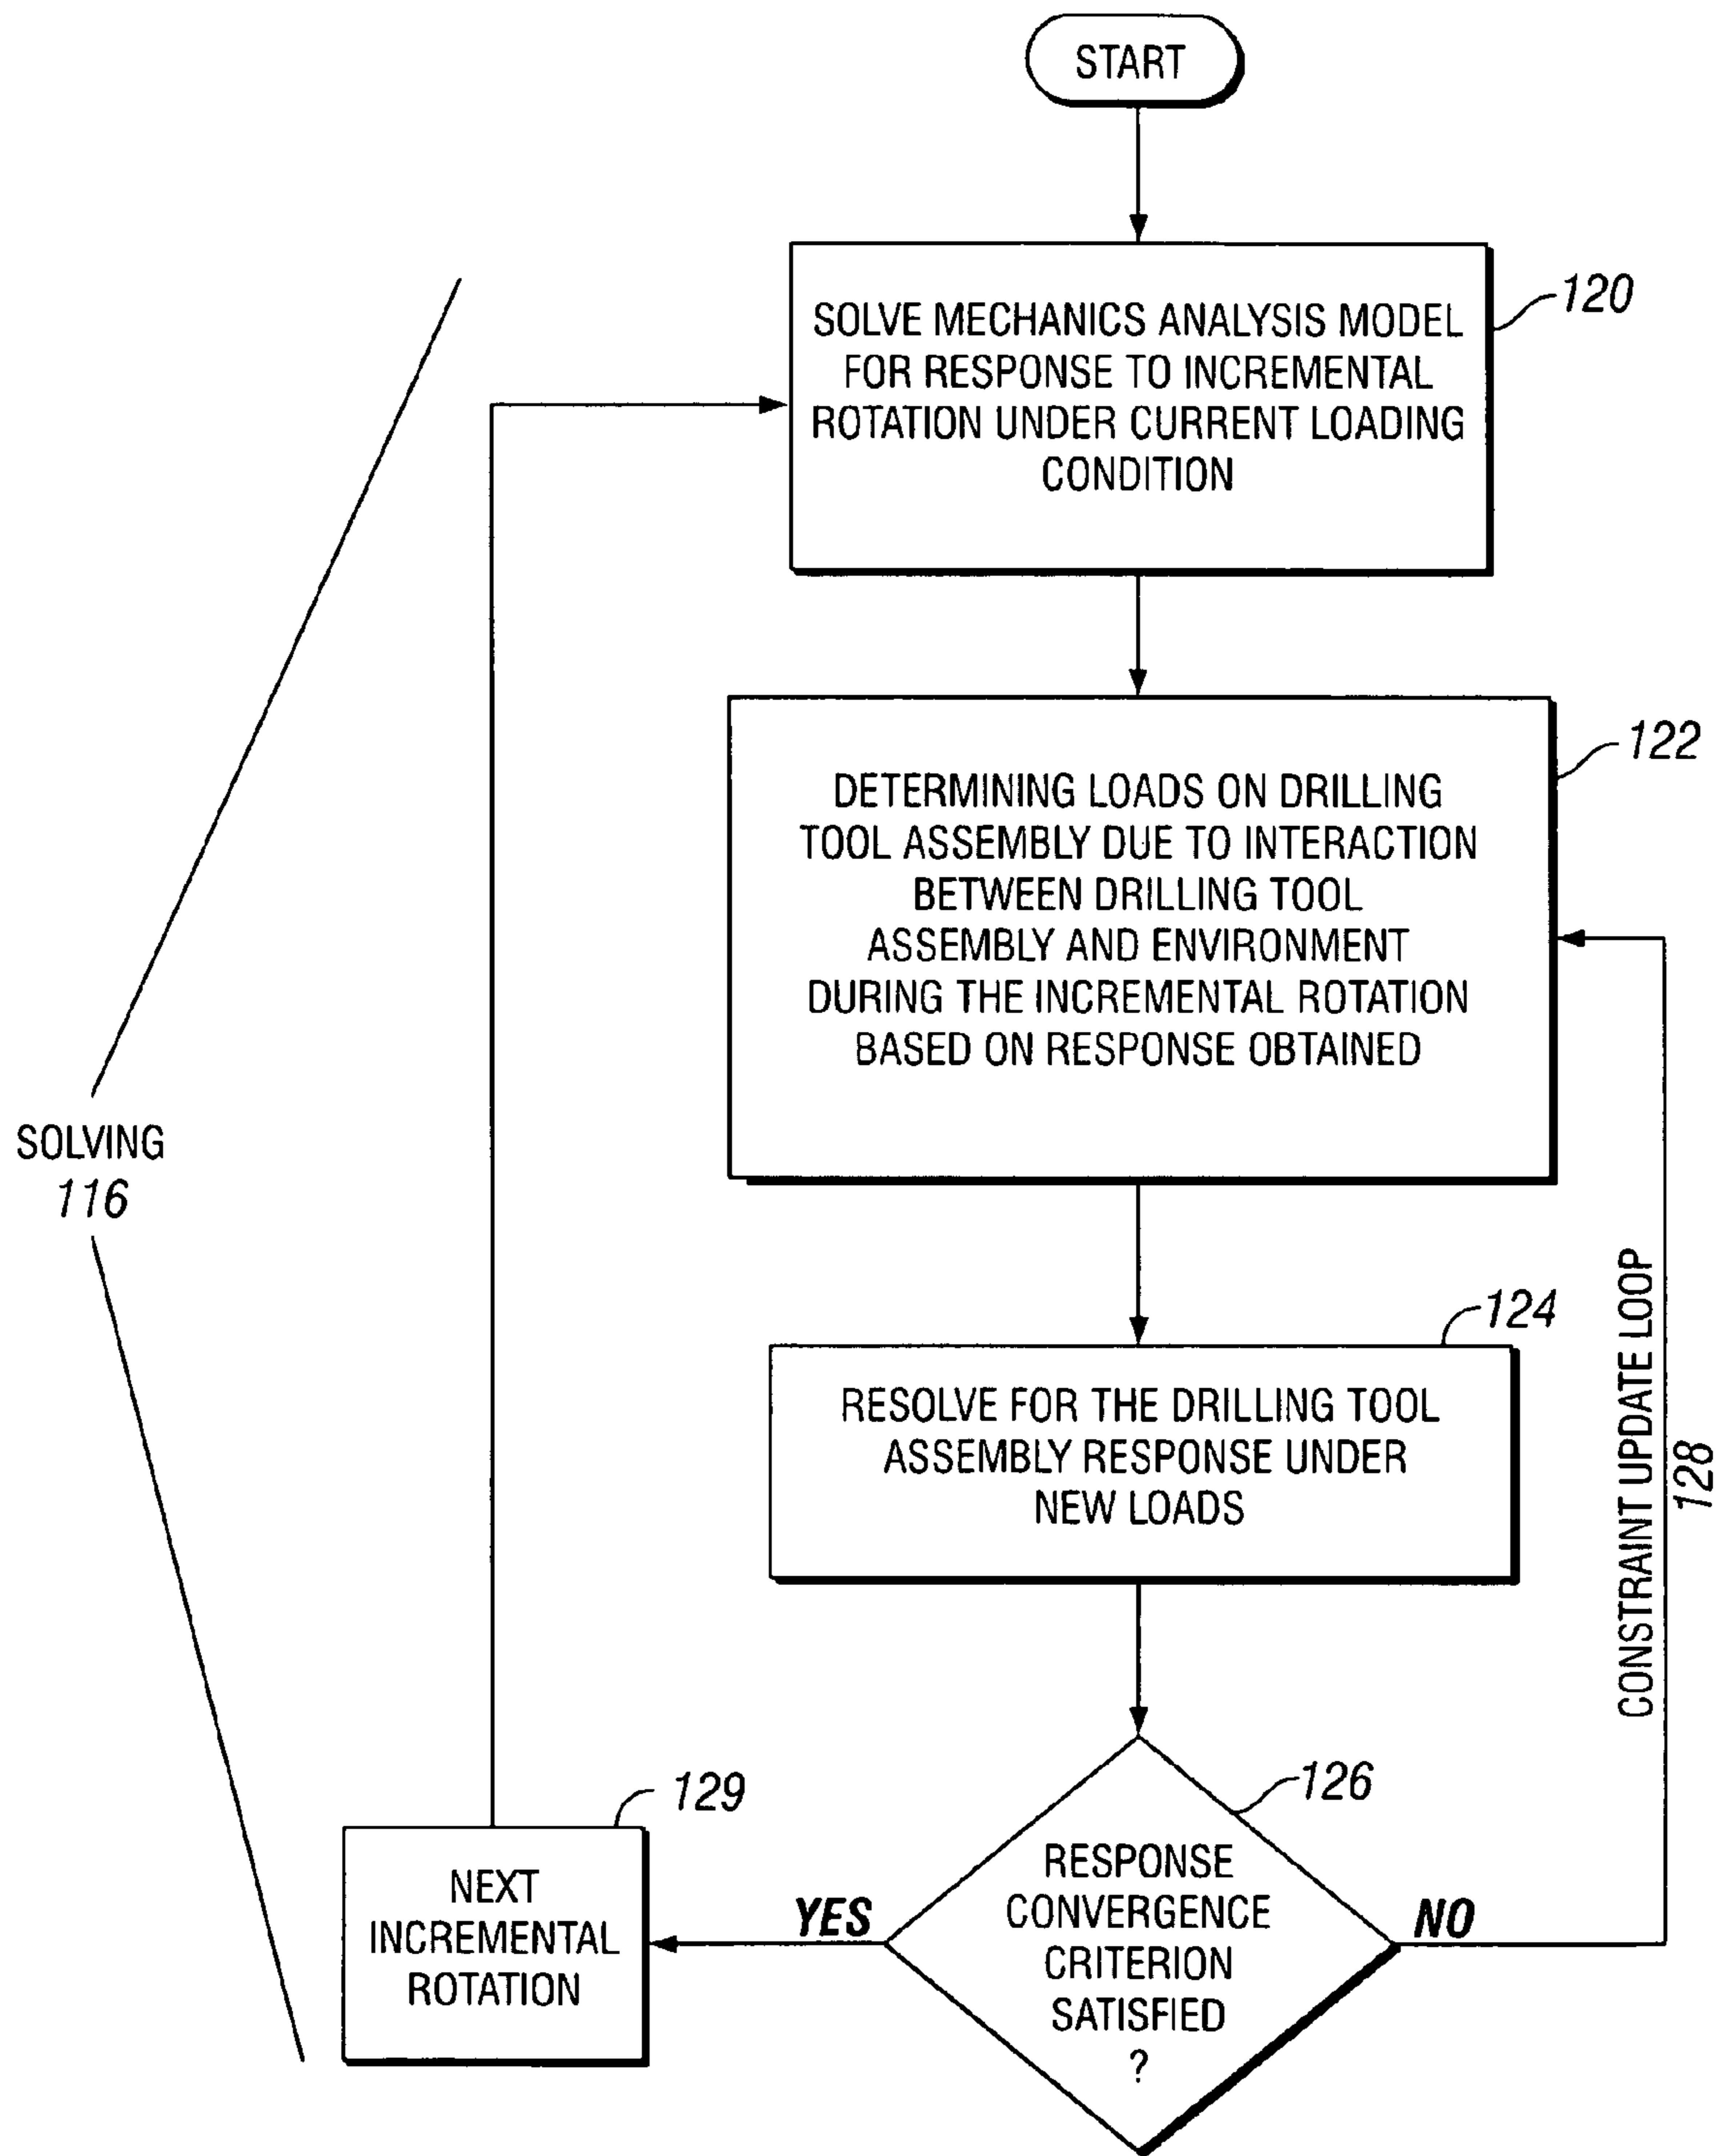 START
120
SOLVE MECHANICS ANALYSIS MODEL
FOR RESPONSE TO INCREMENTAL
ROTATION UNDER CURRENT LOADING
CONDITION
122
DETERMINING LOADS ON DRILLING
TOOL ASSEMBLY DUE TO INTERACTION
BETWEEN DRILLING TOOL
ASSEMBLY AND ENVIRONMENT
DURING THE INCREMENTAL ROTATION
BASED ON RESPONSE OBTAINED
SOLVING
116
124
RESOLVE FOR THE DRILLING TOOL
ASSEMBLY RESPONSE UNDER
NEW LOADS
CONSTRAINT UPDATE LOOP
128
126
RESPONSE
CONVERGENCE
CRITERION
SATISFIED
?
YES
NO
129
NEXT
INCREMENTAL
ROTATION